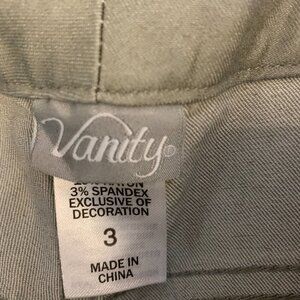 Vanity®
3% SPANDEX
EXCLUSIVE OF
DECORATION
3
MADE IN
CHINA